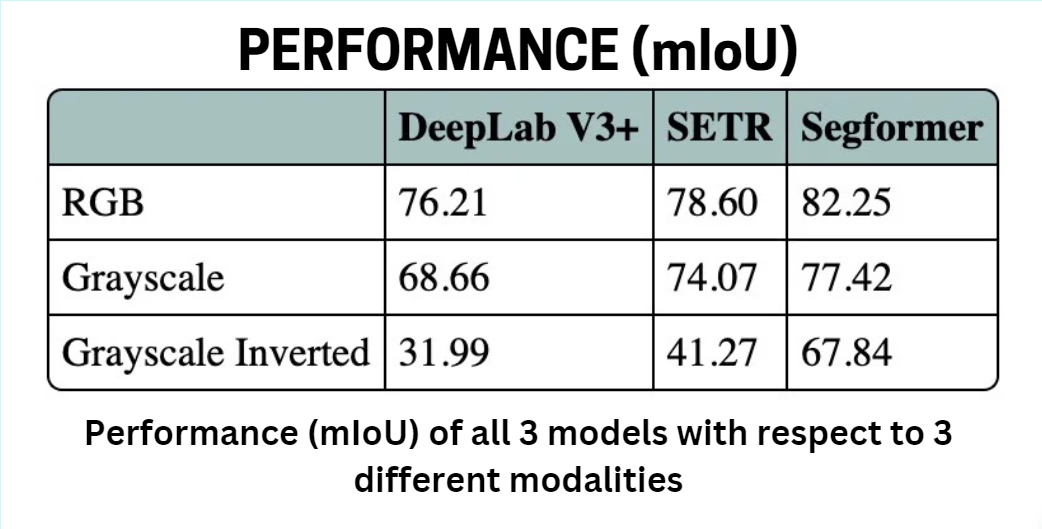 PERFORMANCE (mIoU)
DeepLab V3+ SETR Segformer
RGB 76.21 78.60 82.25
Grayscale 68.66 74.07 77.42
Grayscale Inverted 31.99 41.27 67.84
Performance (mIoU) of all 3 models with respect to 3
different modalities